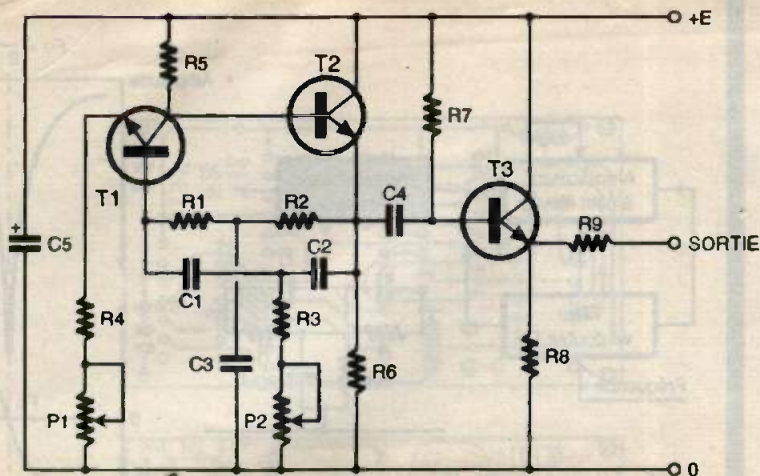 +E
R5
T2
R7
T1
T3
R1
R2
C4
R9
SORTIE
C5
C1
C2
R4
R3
C3
R6
R8
P1
P2
0